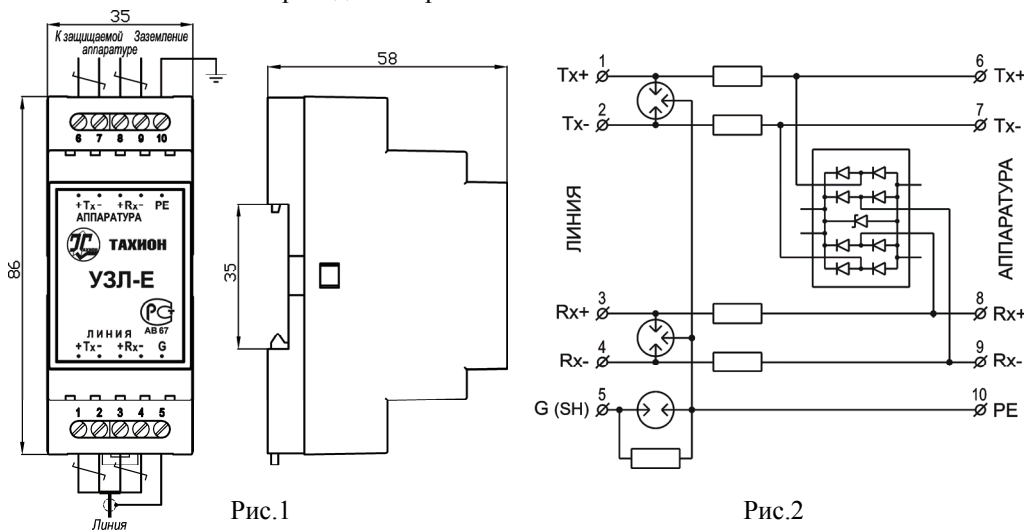 35
К защищаемой Заземление
аппаратуре
6 7 8 9 10
+Tx- +Rx- PE
АППАРАТУРА
ТАХИОН
УЗЛ-Е
АВ 67
ЛИНИЯ
+Tx- +Rx- G
1 2 3 4 5
86
Линия
58
35
Рис.1
Tx+ 1
Tx- 2
ЛИНИЯ
Rx+ 3
Rx- 4
G (SH) 5
6 Tx+
7 Tx-
АППАРАТУРА
8 Rx+
9 Rx-
10 PE
Рис.2